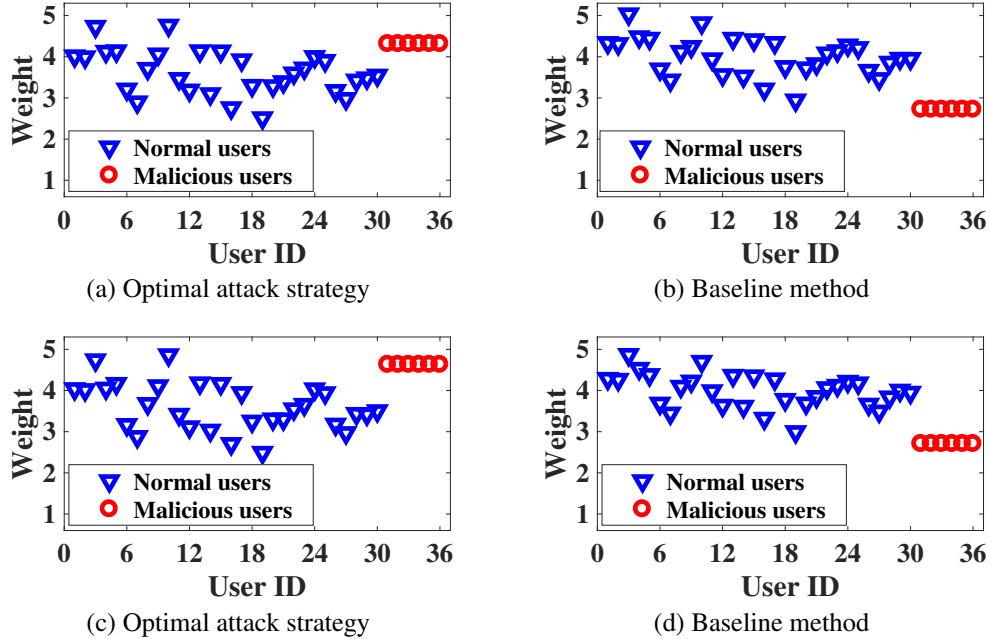 5
4
3
2
1
Weight
Normal users
Malicious users
0 6 12 18 24 30 36
User ID
(a) Optimal attack strategy
5
4
3
2
1
Weight
Normal users
Malicious users
0 6 12 18 24 30 36
User ID
(b) Baseline method
5
4
3
2
1
Weight
Normal users
Malicious users
0 6 12 18 24 30 36
User ID
(c) Optimal attack strategy
5
4
3
2
1
Weight
Normal users
Malicious users
0 6 12 18 24 30 36
User ID
(d) Baseline method